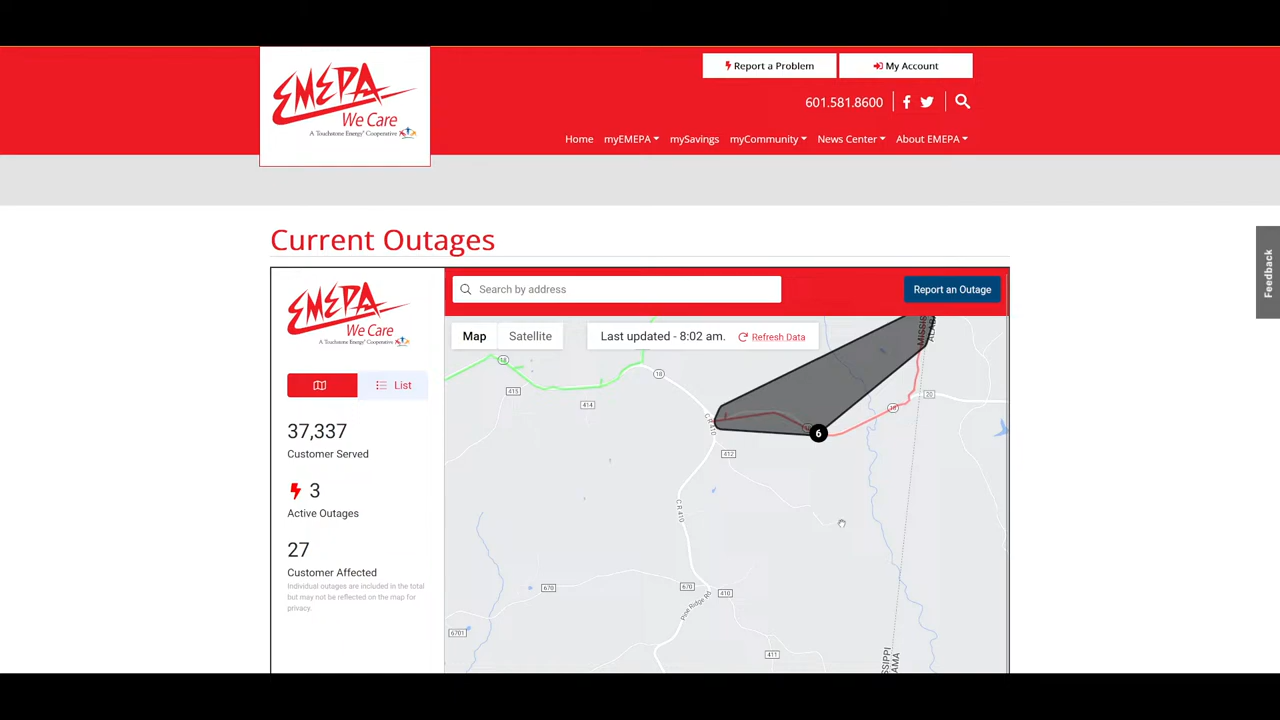 Report a Problem
My Account
EMEPA
We Care
A Touchstone Energy® Cooperative
601.581.8600
Home
myEMEPA
mySavings
myCommunity
News Center
About EMEPA
Feedback
Current Outages
EMEPA
We Care
A Touchstone Energy® Cooperative
Search by address
Report an Outage
Map
Satellite
Last updated - 8:02 am.
Refresh Data
List
37,337
Customer Served
3
Active Outages
27
Customer Affected
Individual outages are included in the total
but may not be reflected on the map for
privacy.
18
18
415
414
C R 410
412
6
18
20
C R 410
670
670
410
Pine Ridge Rd
6701
411